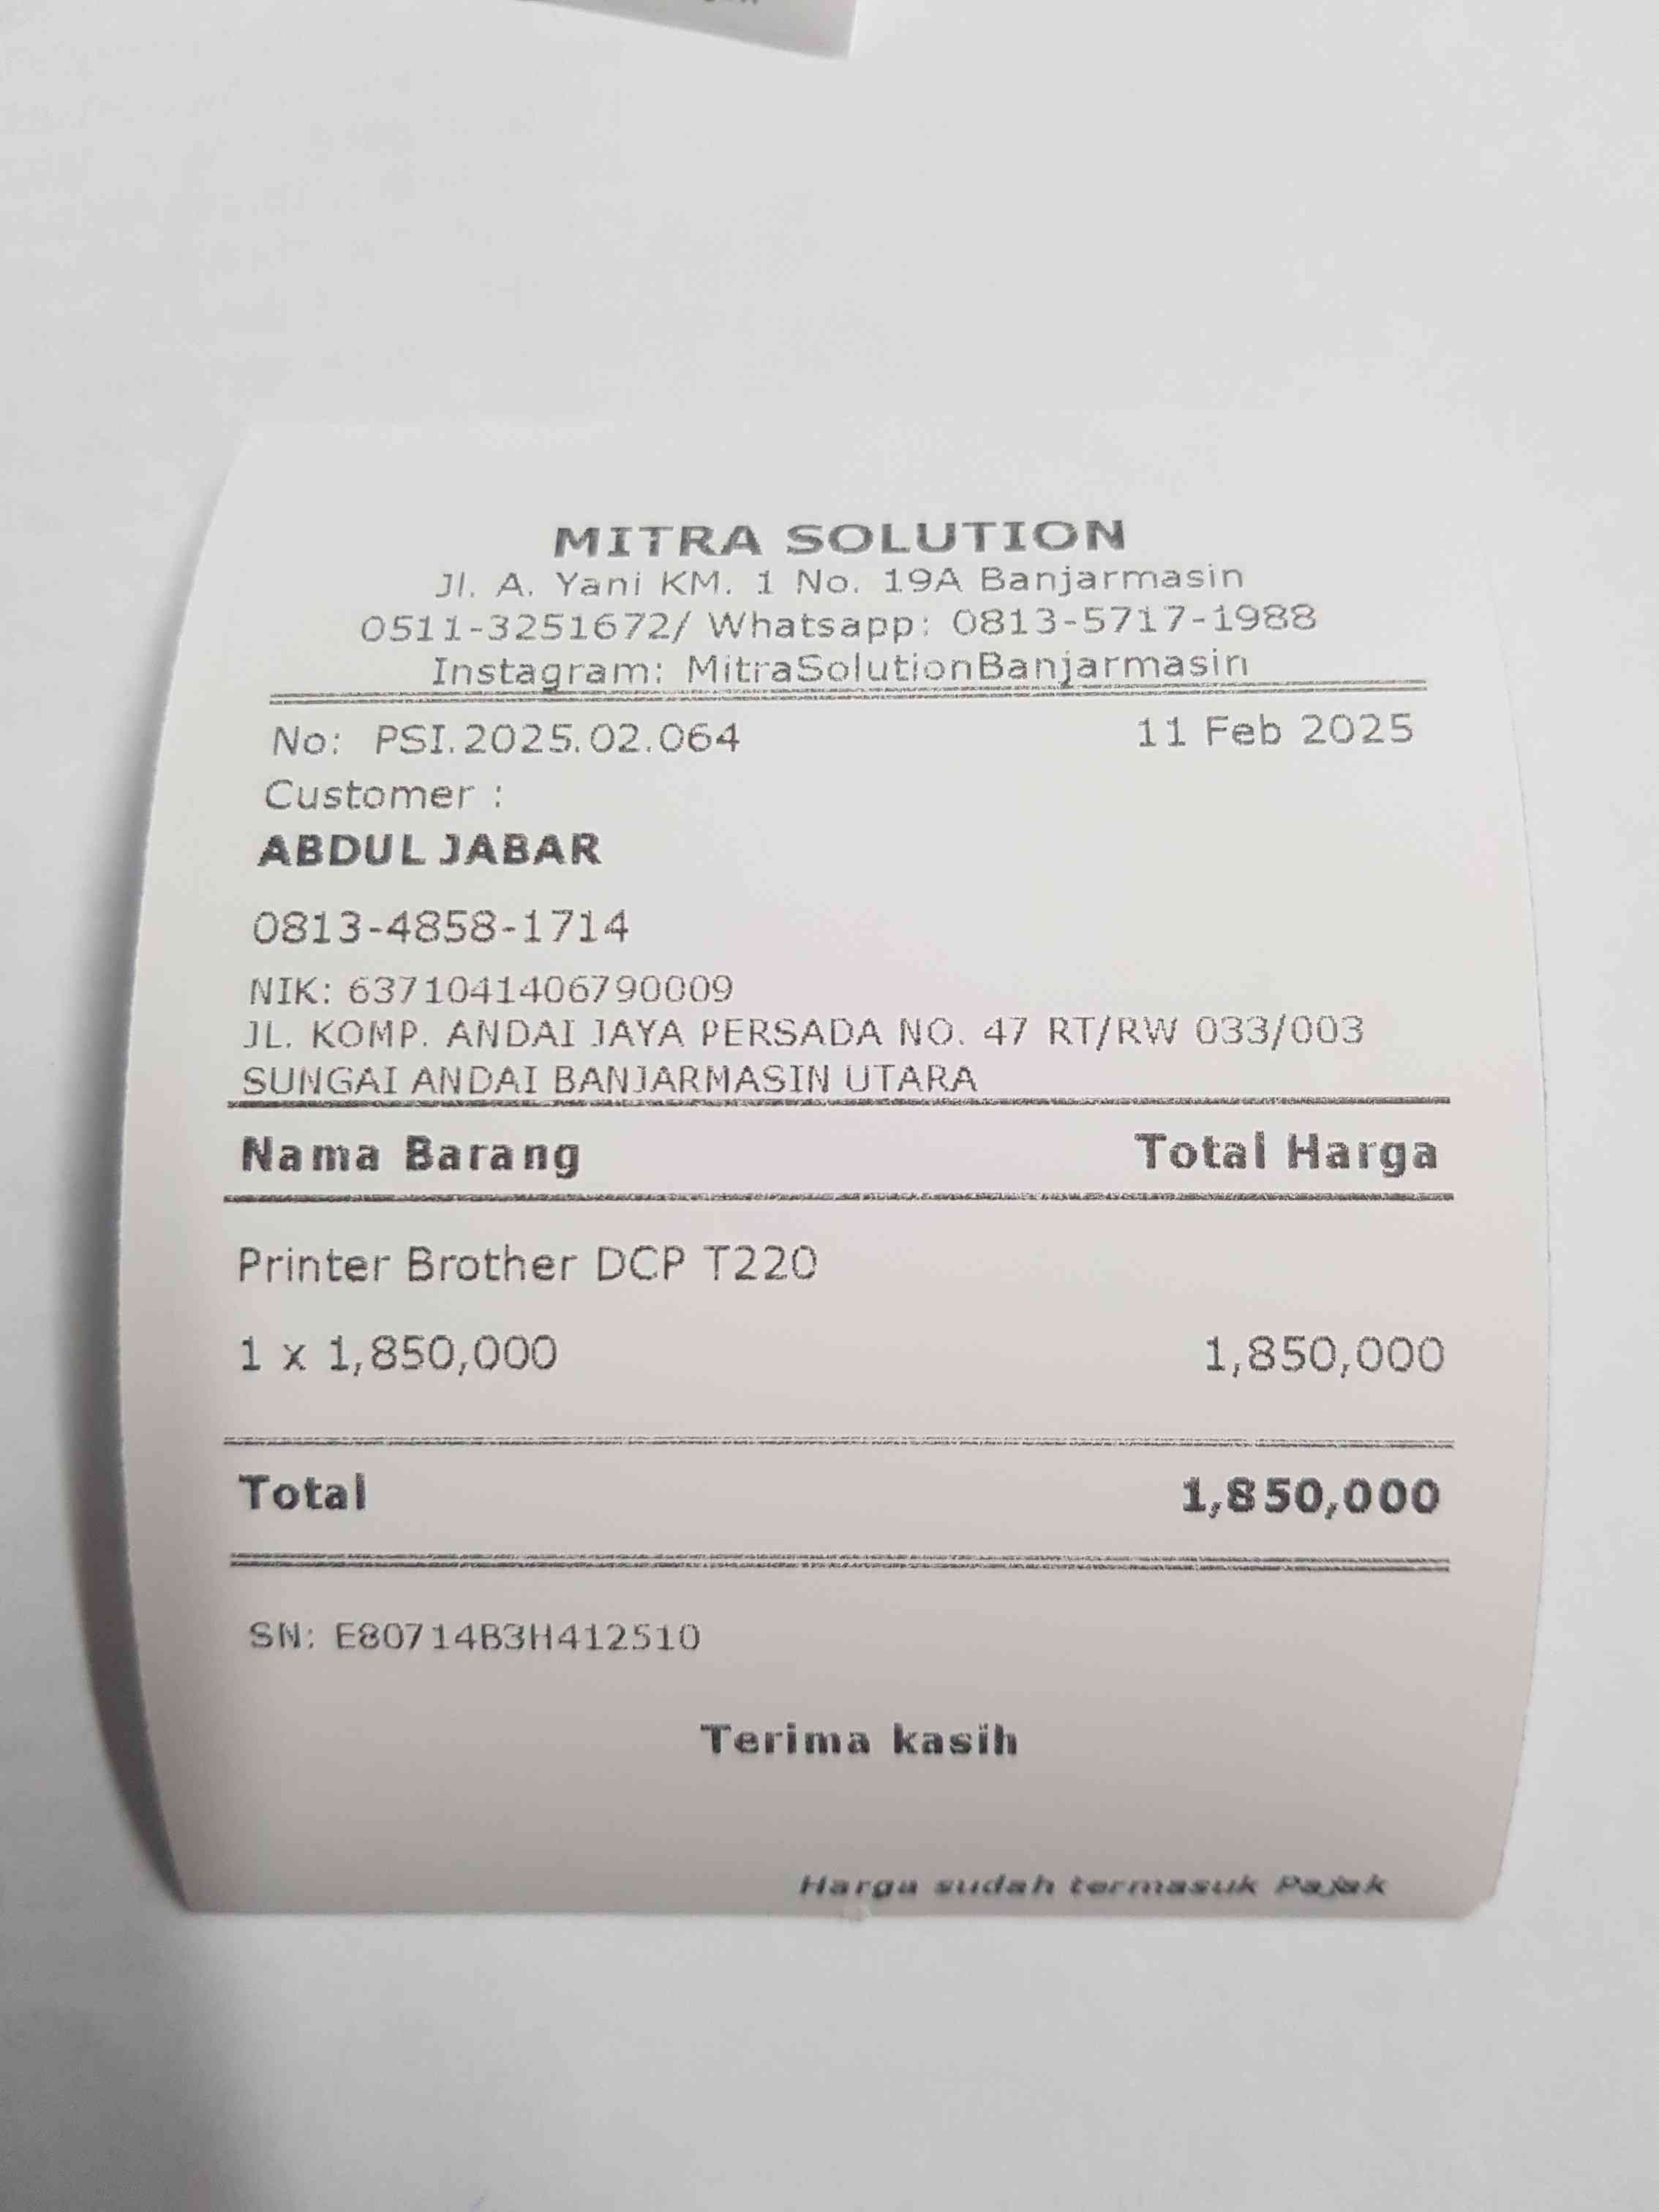 MITRA SOLUTION
Jl. A. Yani KM. 1 No. 19A Banjarmasin
0511-3251672/ Whatsapp: 0813-5717-1988
Instagram: MitraSolutionBanjarmasin
No: PSI.2025.02.064 11 Feb 2025
Customer :
ABDUL JABAR
0813-4858-1714
NIK: 6371041406790009
JL. KOMP. ANDAI JAYA PERSADA NO. 47 RT/RW 033/003
SUNGAI ANDAI BANJARMASIN UTARA
Nama Barang Total Harga
Printer Brother DCP T220
1 x 1,850,000 1,850,000
Total 1,850,000
SN: E80714B3H412510
Terima kasih
Harga sudah termasuk Pajak